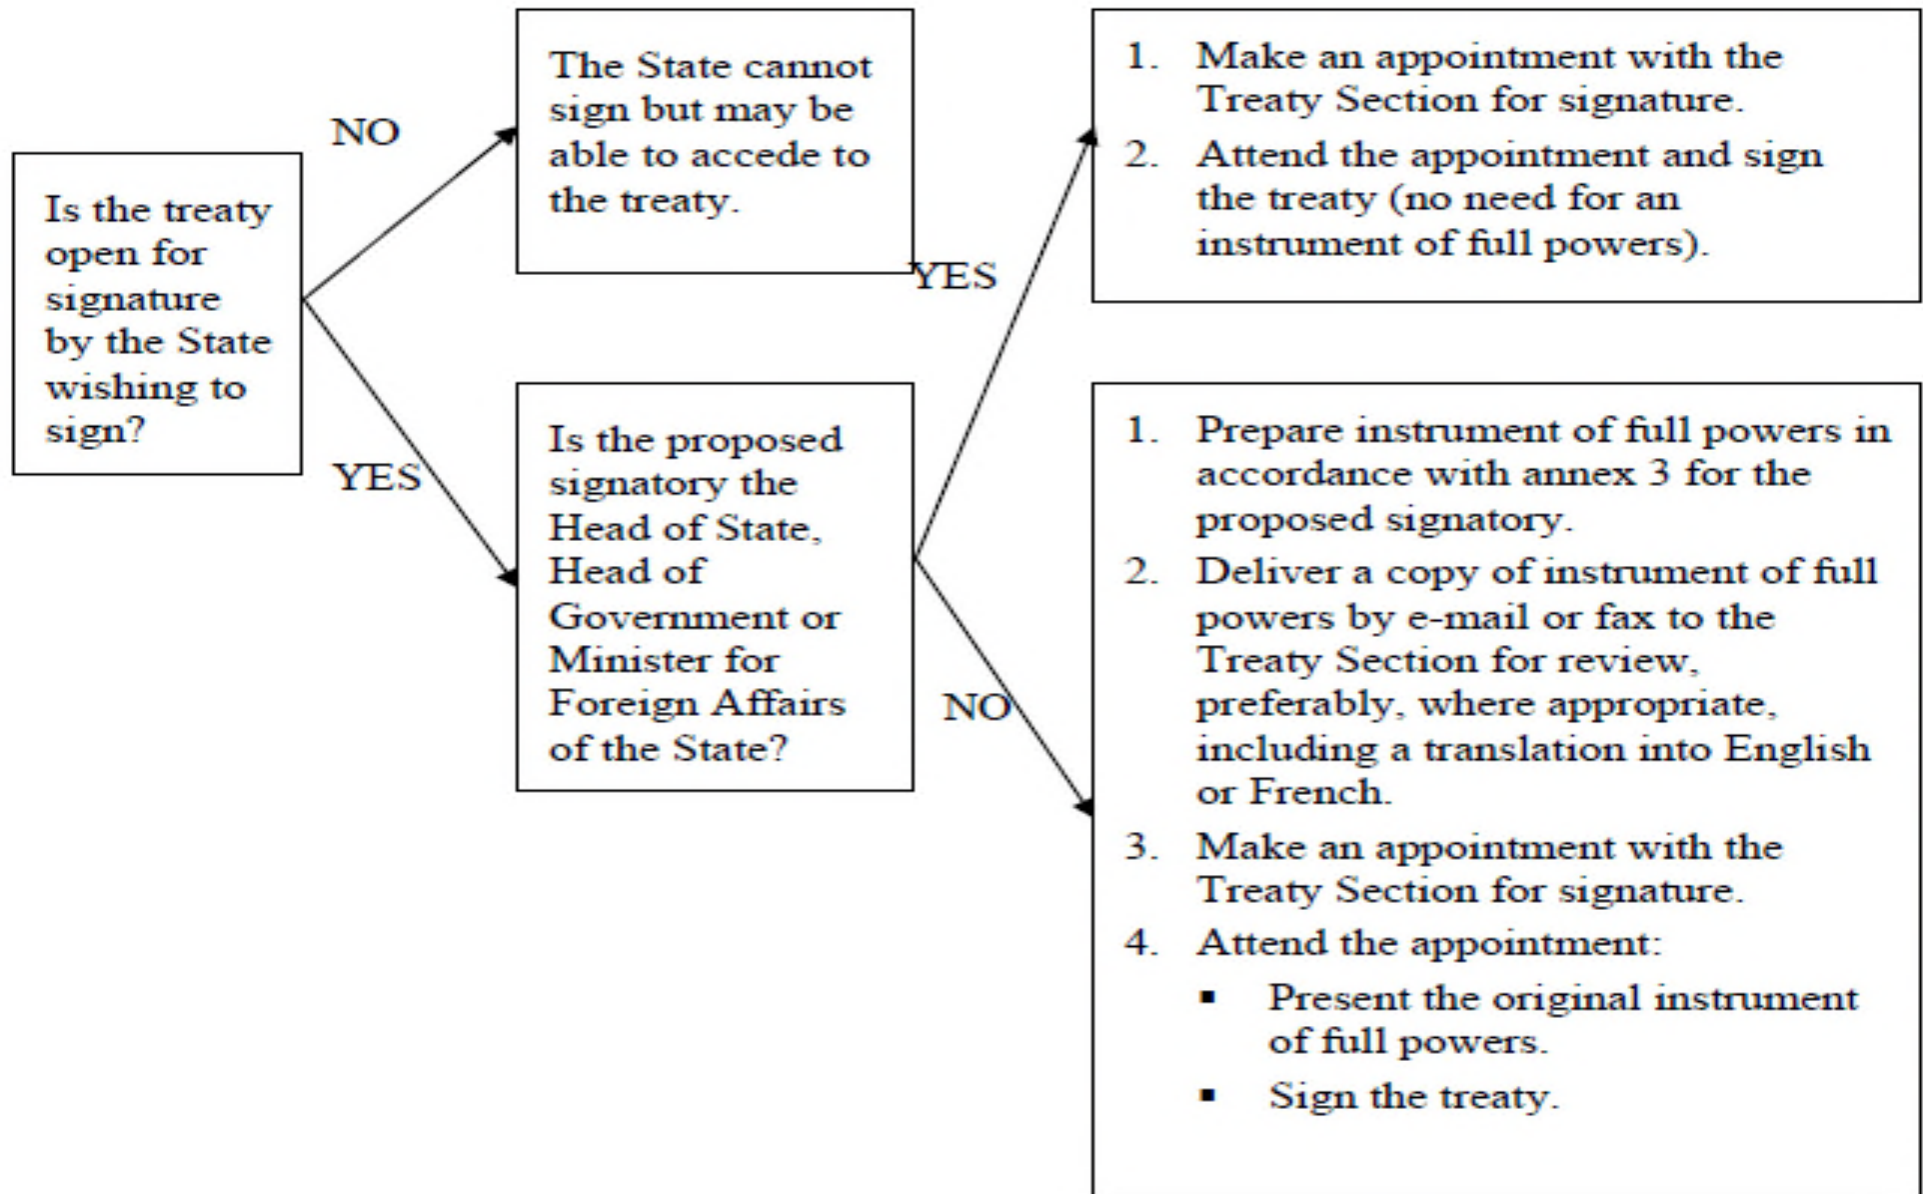 Is the treaty
open for
signature
by the State
wishing to
sign?
NO
The State cannot
sign but may be
able to accede to
the treaty.
YES
Is the proposed
signatory the
Head of State,
Head of
Government or
Minister for
Foreign Affairs
of the State?
YES
1. Make an appointment with the
Treaty Section for signature.
2. Attend the appointment and sign
the treaty (no need for an
instrument of full powers).
NO
1. Prepare instrument of full powers in
accordance with annex 3 for the
proposed signatory.
2. Deliver a copy of instrument of full
powers by e-mail or fax to the
Treaty Section for review,
preferably, where appropriate,
including a translation into English
or French.
3. Make an appointment with the
Treaty Section for signature.
4. Attend the appointment:
▪ Present the original instrument
of full powers.
▪ Sign the treaty.